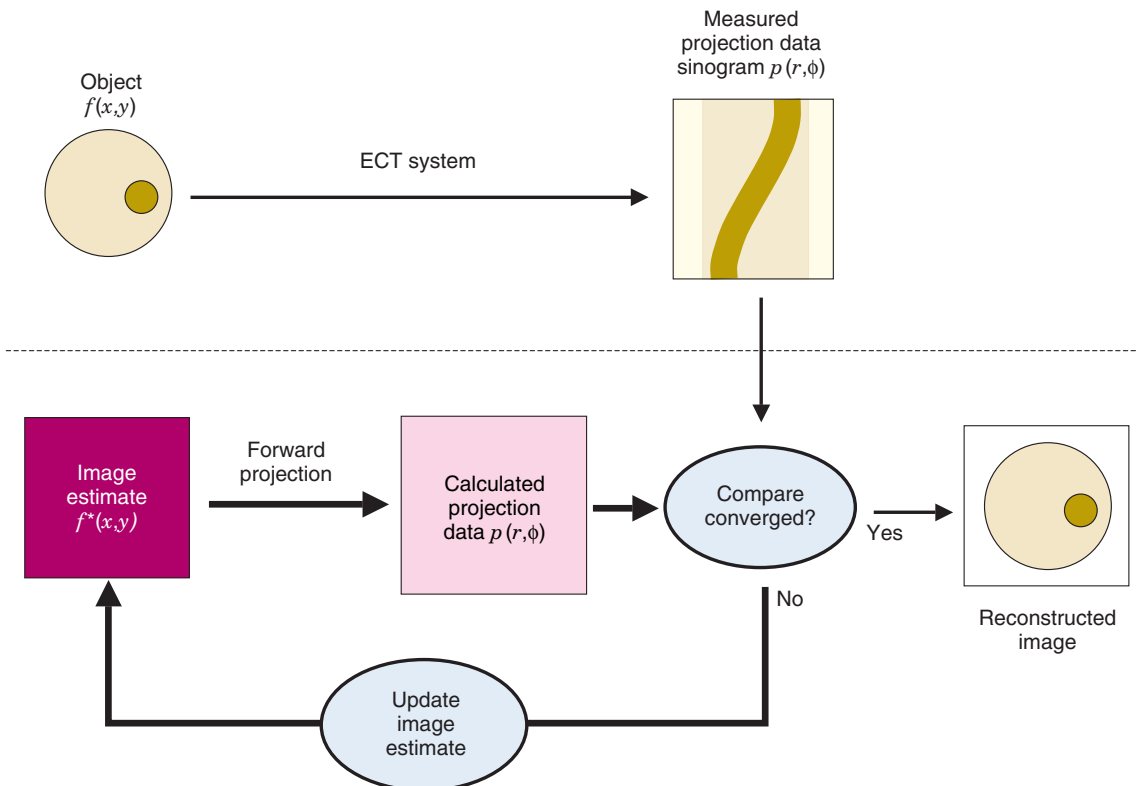 Measured
projection data
sinogram p(r,ϕ)
Object
f(x,y)
ECT system
Image
estimate
f*(x,y)
Forward
projection
Calculated
projection
data p(r,ϕ)
Compare
converged?
Yes
No
Reconstructed
image
Update
image
estimate